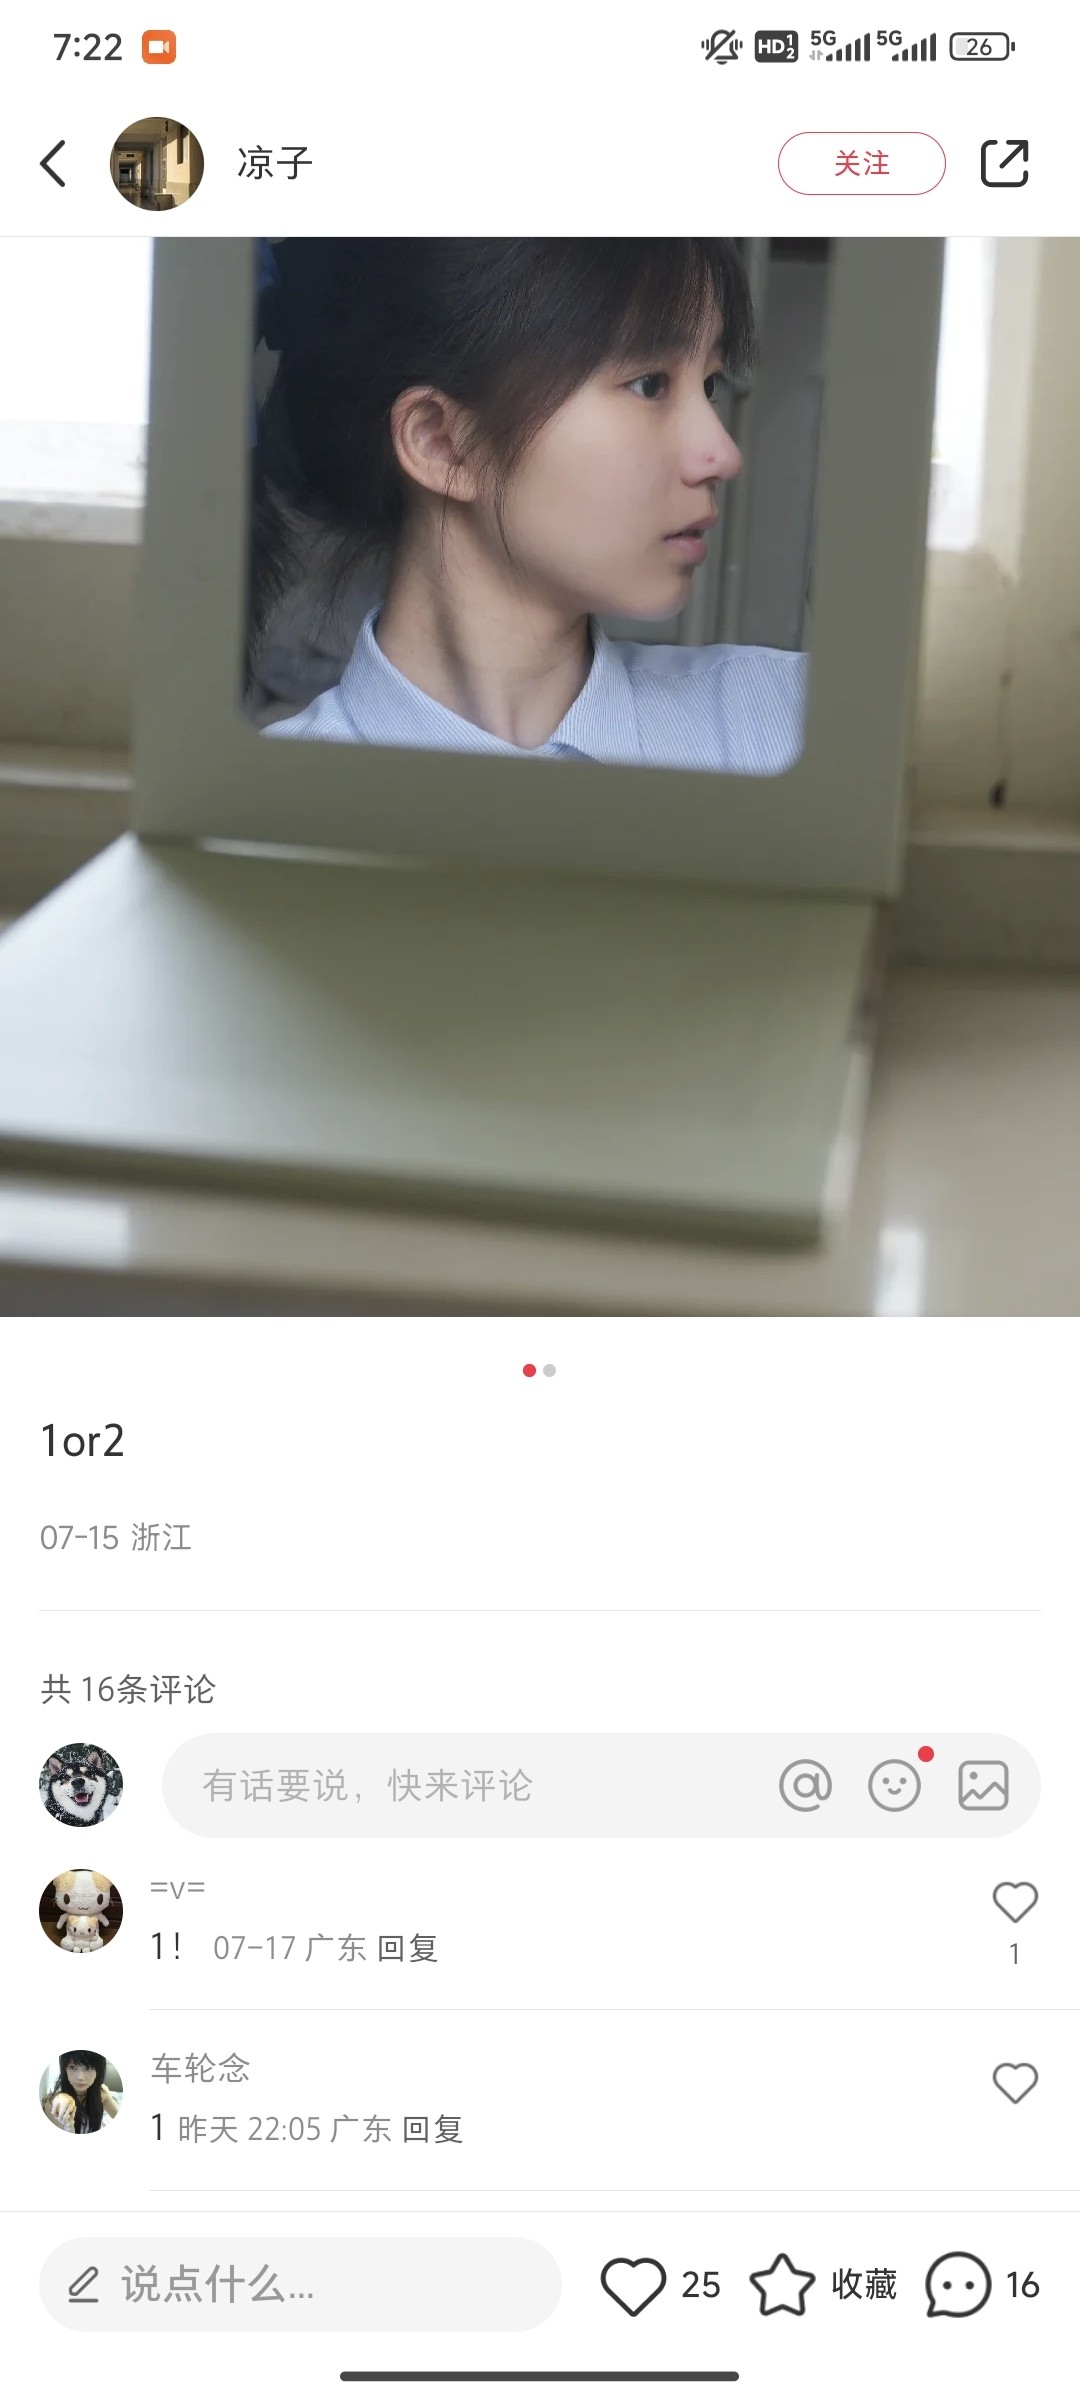 7:22
HD 1 2 5G 5G 26
凉子
关注
1or2
07-15 浙江
共 16条评论
有话要说，快来评论
=v=
1！ 07-17 广东 回复
1
车轮念
1 昨天 22:05 广东 回复
说点什么...
25 收藏 16